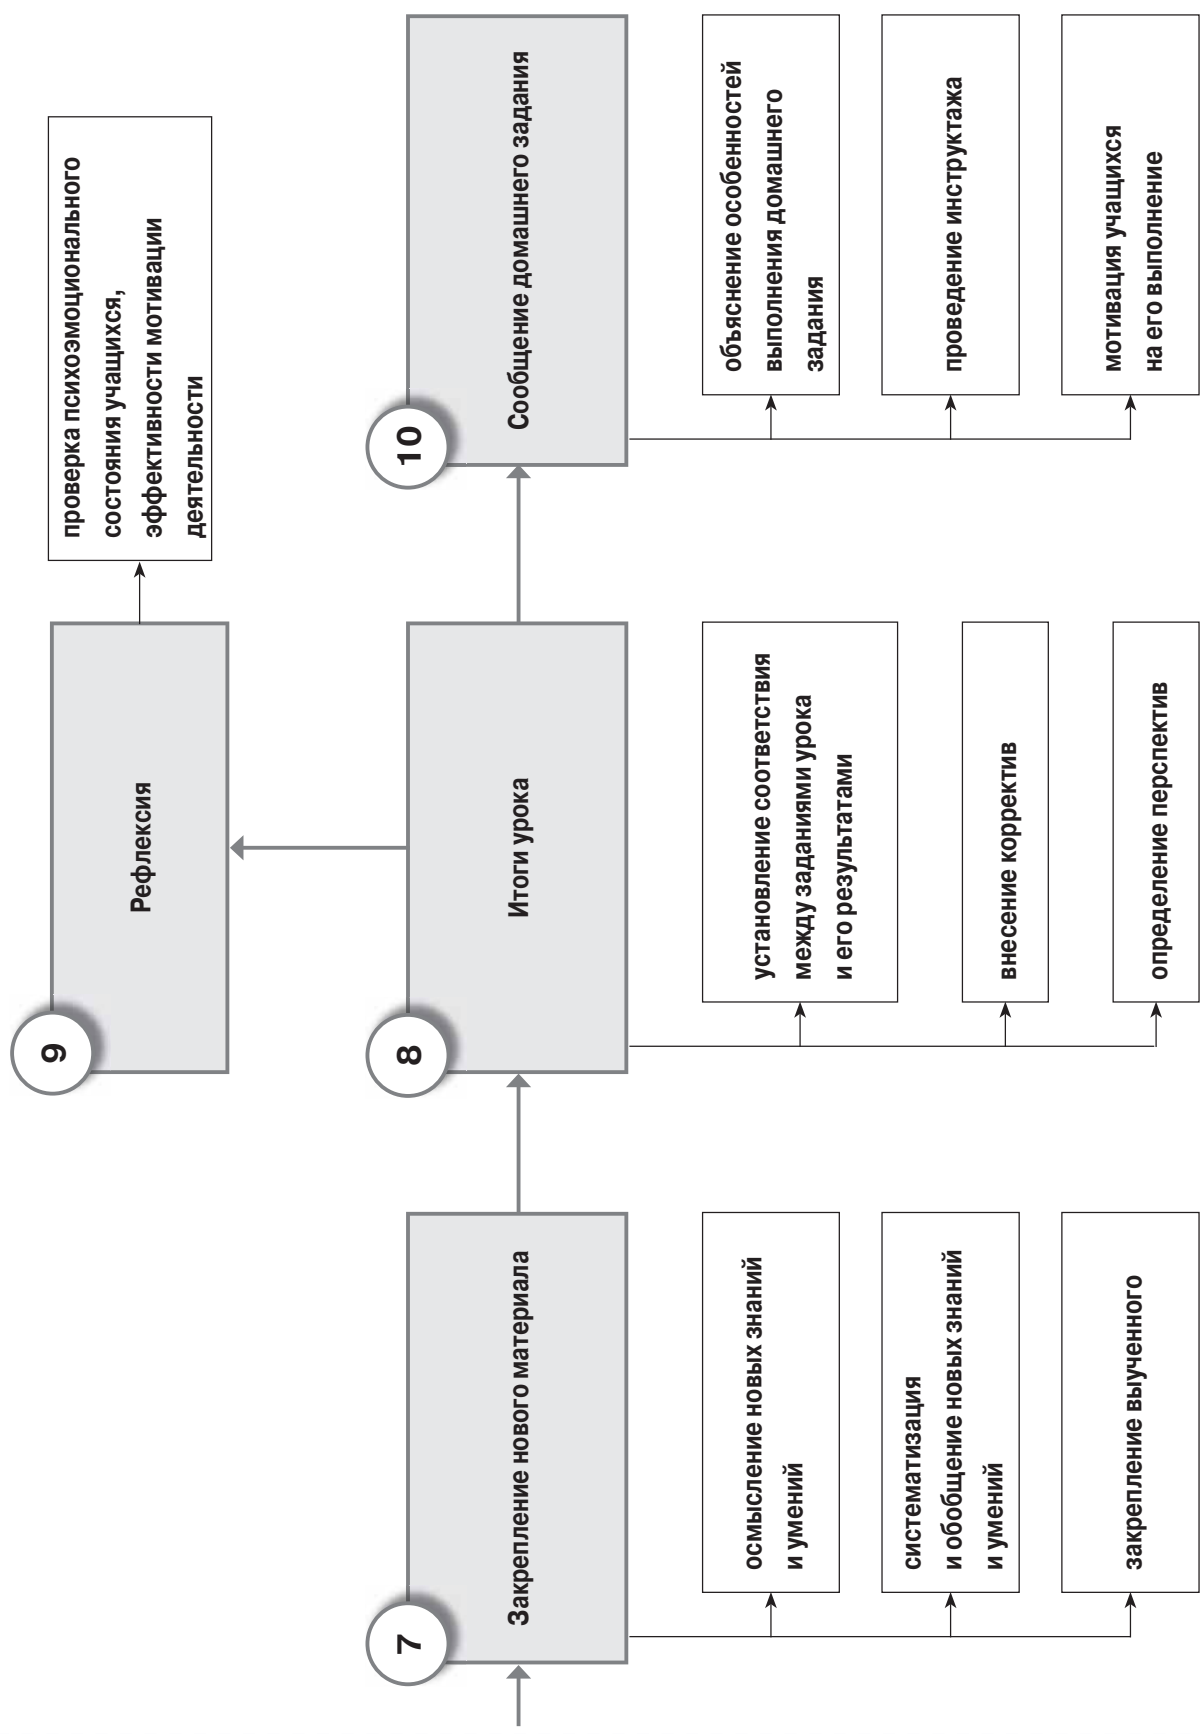 7
Закрепление нового материала
осмысление новых знаний
и умений
систематизация
и обобщение новых знаний
и умений
закрепление выученного
8
Итоги урока
установление соответствия
между заданиями урока
и его результатами
внесение корректив
определение перспектив
9
Рефлексия
проверка психоэмоционального
состояния учащихся,
эффективности мотивации
деятельности
10
Сообщение домашнего задания
объяснение особенностей
выполнения домашнего
задания
проведение инструктажа
мотивация учащихся
на его выполнение